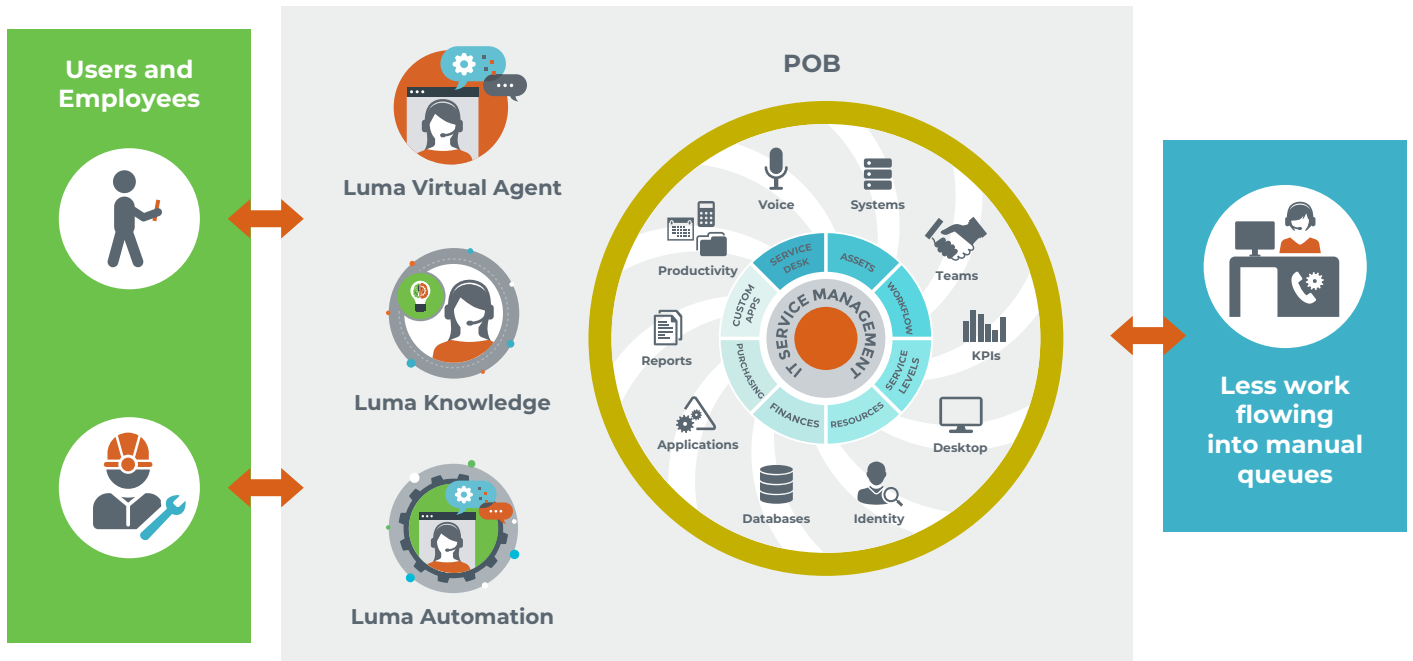 Users and
Employees
Luma Virtual Agent
Luma Knowledge
Luma Automation
POB
Voice
Systems
Teams
KPIs
Desktop
Identity
Databases
Applications
Reports
Productivity
SERVICE
DESK
ASSETS
WORKFLOW
SERVICE
LEVELS
RESOURCES
FINANCES
PURCHASING
CUSTOM
APPS
IT SERVICE MANAGEMENT
Less work
flowing
into manual
queues